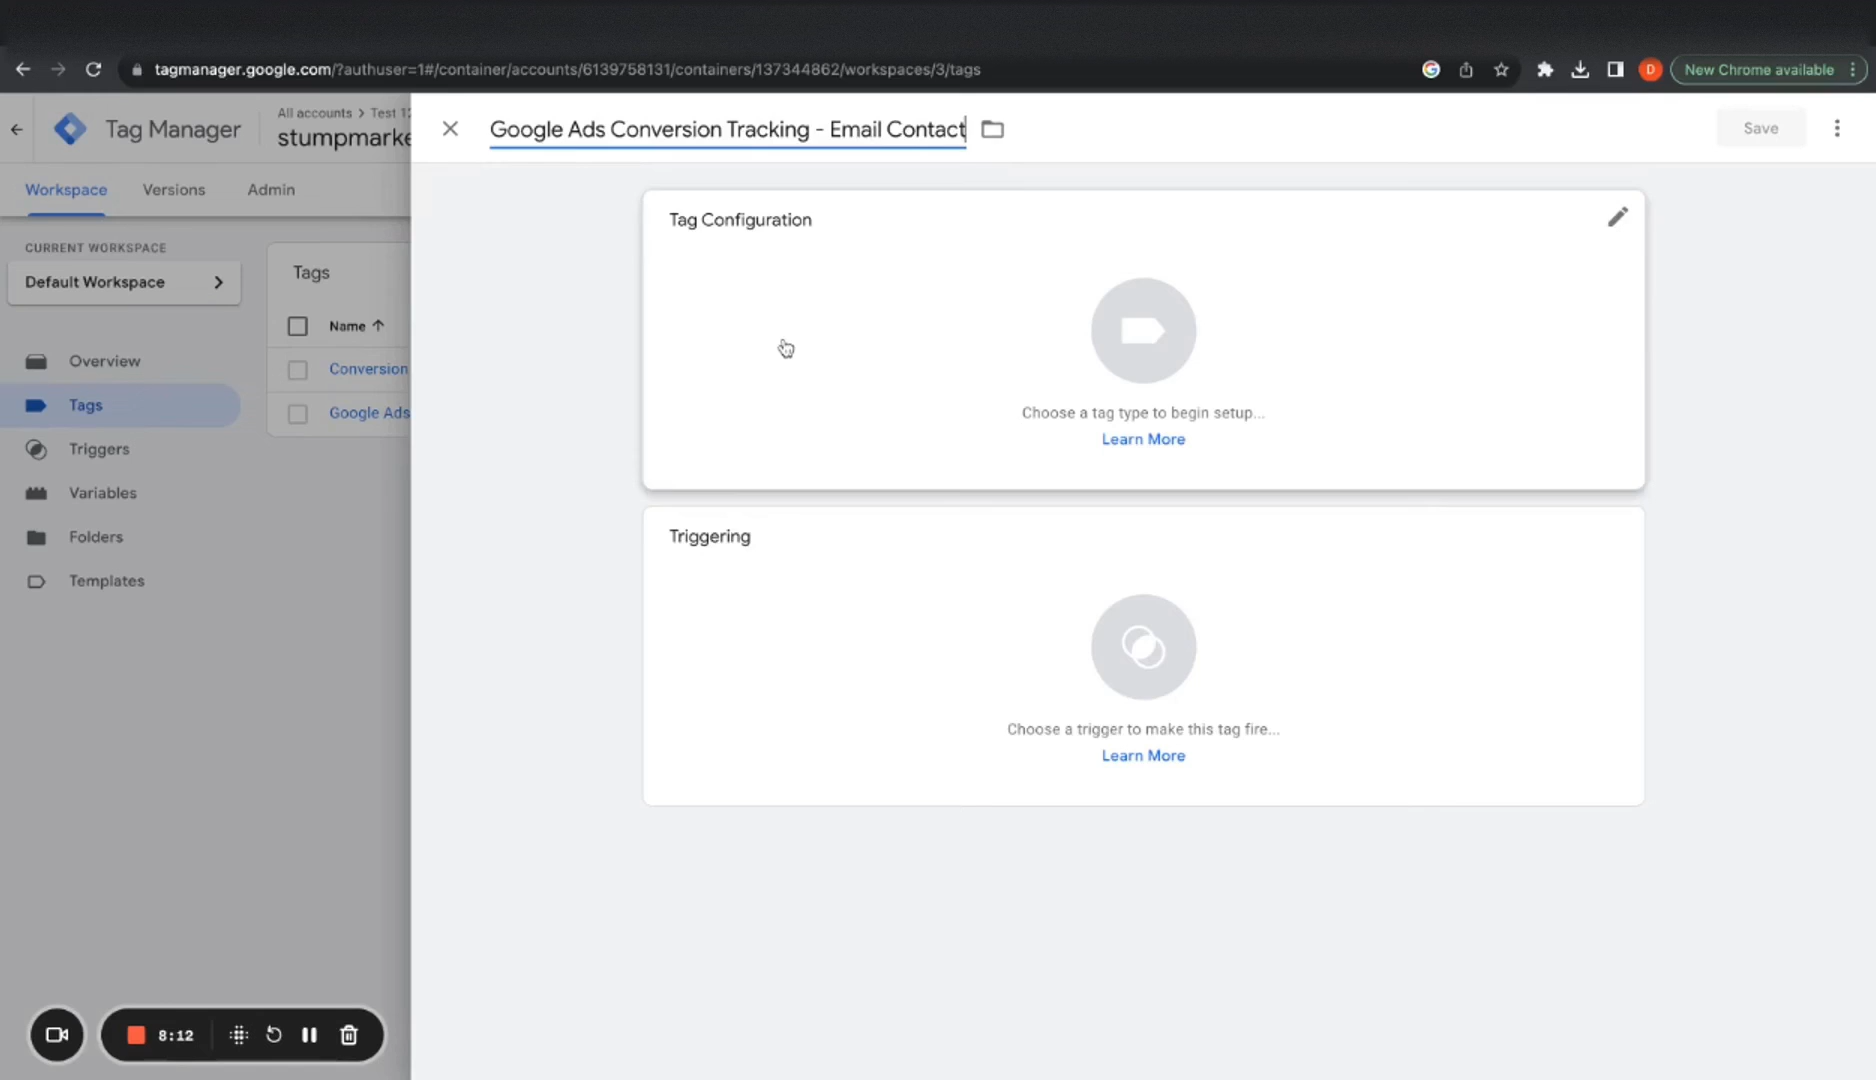 tagmanager.google.com/?authuser=1#/container/accounts/6139758131/containers/137344862/workspaces/3/tags
D
New Chrome available
Tag Manager
All accounts > Test 12
stumpmarke
Google Ads Conversion Tracking - Email Contact
Save
Workspace
Versions
Admin
CURRENT WORKSPACE
Default Workspace
Overview
Tags
Triggers
Variables
Folders
Templates
Tags
Name
Conversion
Google Ads
Tag Configuration
Choose a tag type to begin setup...
Learn More
Triggering
Choose a trigger to make this tag fire...
Learn More
8:12